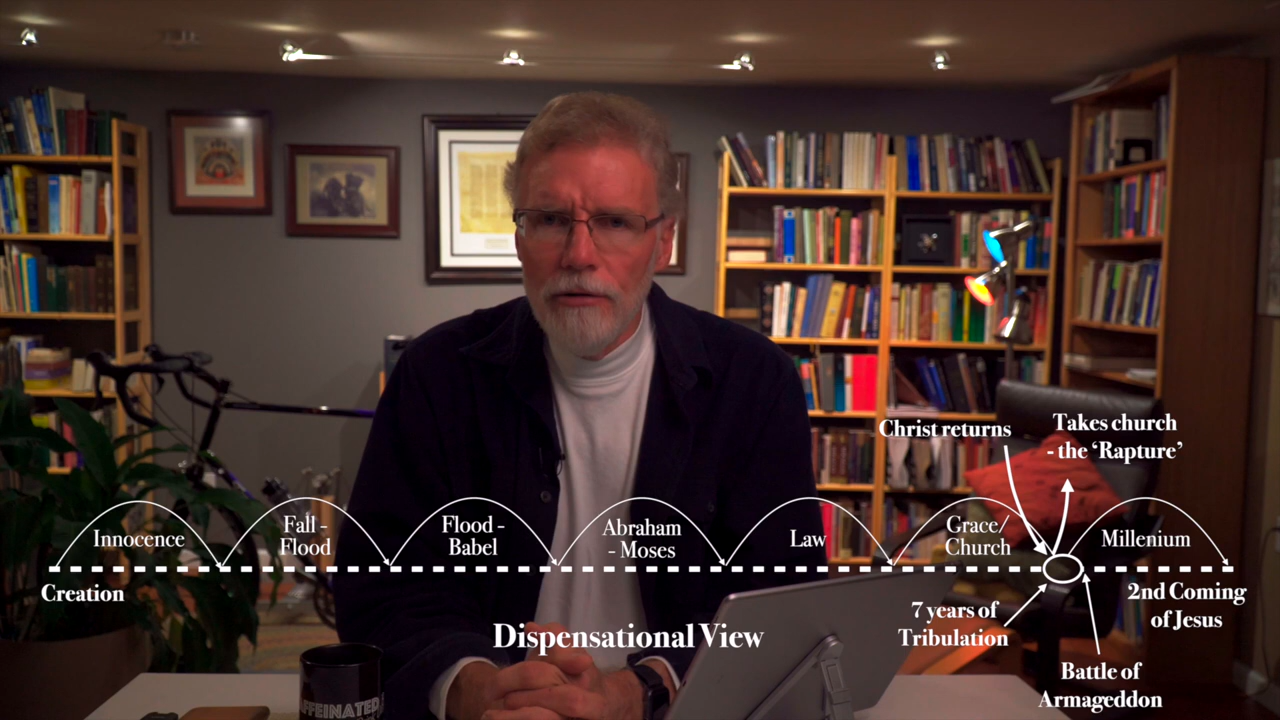 Christ returns
Takes church
- the ‘Rapture’
Innocence
Fall -
Flood
Flood -
Babel
Abraham
- Moses
Law
Grace/
Church
Millenium
Creation
2nd Coming
of Jesus
7 years of
Tribulation
Dispensational View
Battle of
Armageddon
AFFEINATED